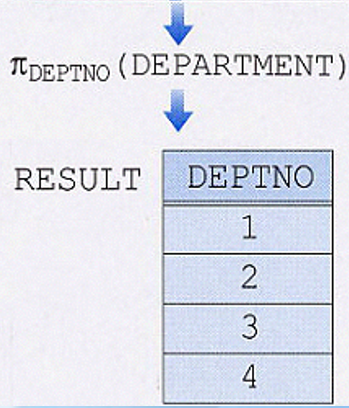 πDEPTNO(DEPARTMENT)
RESULT DEPTNO
1
2
3
4